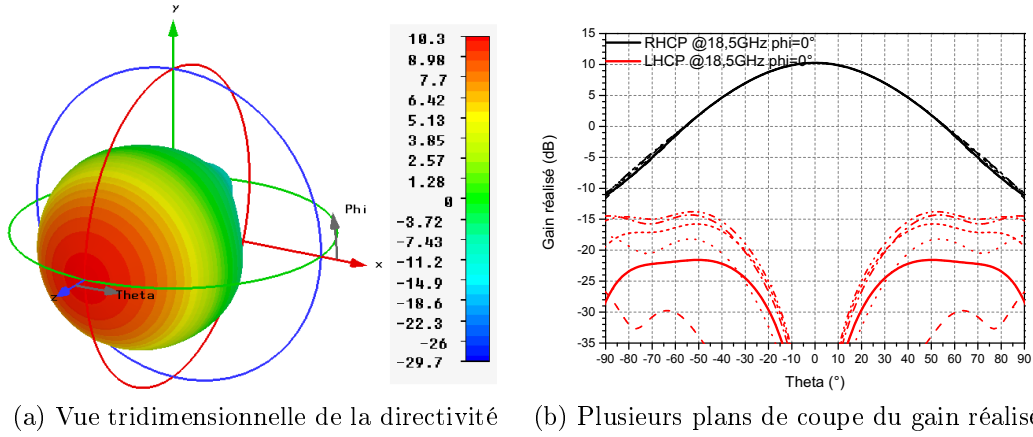 y
Phi
x
z
Theta
10.3
8.98
7.7
6.42
5.13
3.85
2.57
1.28
0
-3.72
-7.43
-11.2
-14.9
-18.6
-22.3
-26
-29.7
15
10
5
0
-5
-10
-15
-20
-25
-30
-35
Gain réalisé (dB)
RHCP @18,5GHz phi=0°
LHCP @18,5GHz phi=0°
-90 -80 -70 -60 -50 -40 -30 -20 -10 0 10 20 30 40 50 60 70 80 90
Theta (°)
(a) Vue tridimensionnelle de la directivité
(b) Plusieurs plans de coupe du gain réalisé